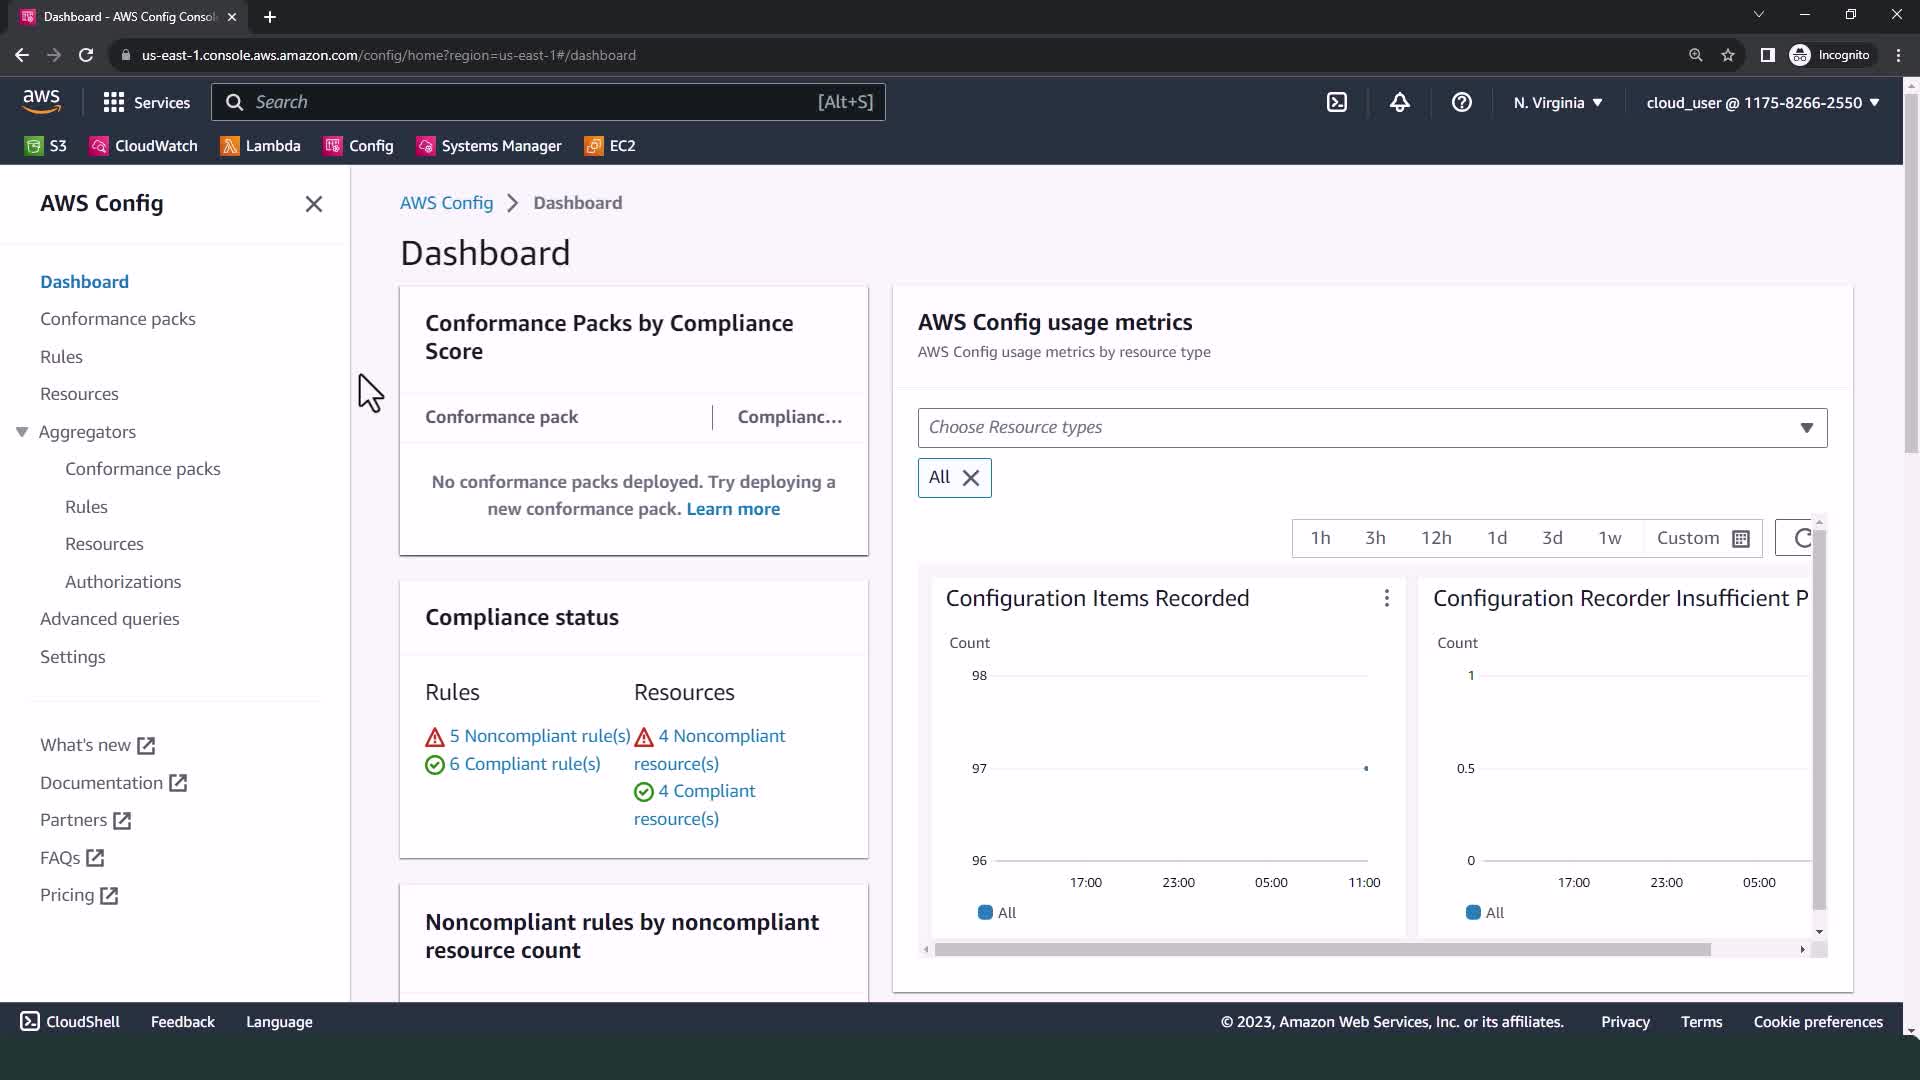 Dashboard - AWS Config Consol
us-east-1.console.aws.amazon.com/config/home?region=us-east-1#/dashboard
Incognito
aws
Services
Search
[Alt+S]
N. Virginia
cloud_user @ 1175-8266-2550
S3
CloudWatch
Lambda
Config
Systems Manager
EC2
AWS Config
Dashboard
Conformance packs
Rules
Resources
Aggregators
Conformance packs
Rules
Resources
Authorizations
Advanced queries
Settings
What's new
Documentation
Partners
FAQs
Pricing
AWS Config
Dashboard
Dashboard
Conformance Packs by Compliance
Score
Conformance pack
Complianc...
No conformance packs deployed. Try deploying a
new conformance pack. Learn more
Compliance status
Rules
5 Noncompliant rule(s)
6 Compliant rule(s)
Resources
4 Noncompliant
resource(s)
4 Compliant
resource(s)
Noncompliant rules by noncompliant
resource count
AWS Config usage metrics
AWS Config usage metrics by resource type
Choose Resource types
All
1h
3h
12h
1d
3d
1w
Custom
Configuration Items Recorded
Count
98
97
96
17:00
23:00
05:00
11:00
All
Configuration Recorder Insufficient P
Count
1
0.5
0
17:00
23:00
05:00
All
CloudShell
Feedback
Language
© 2023, Amazon Web Services, Inc. or its affiliates.
Privacy
Terms
Cookie preferences